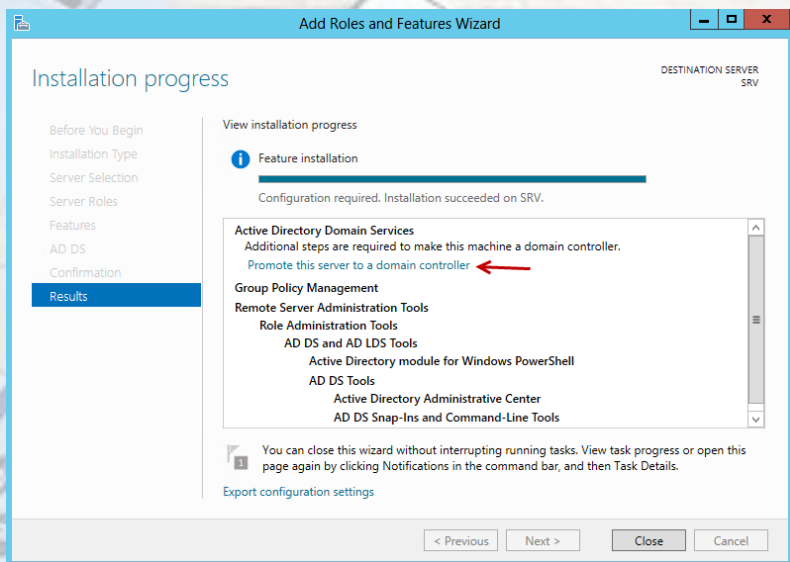 Add Roles and Features Wizard
Installation progress
DESTINATION SERVER
SRV
Before You Begin
Installation Type
Server Selection
Server Roles
Features
AD DS
Confirmation
Results
View installation progress
Feature installation
Configuration required. Installation succeeded on SRV.
Active Directory Domain Services
Additional steps are required to make this machine a domain controller.
Promote this server to a domain controller
Group Policy Management
Remote Server Administration Tools
Role Administration Tools
AD DS and AD LDS Tools
Active Directory module for Windows PowerShell
AD DS Tools
Active Directory Administrative Center
AD DS Snap-Ins and Command-Line Tools
1
You can close this wizard without interrupting running tasks. View task progress or open this
page again by clicking Notifications in the command bar, and then Task Details.
Export configuration settings
< Previous
Next >
Close
Cancel